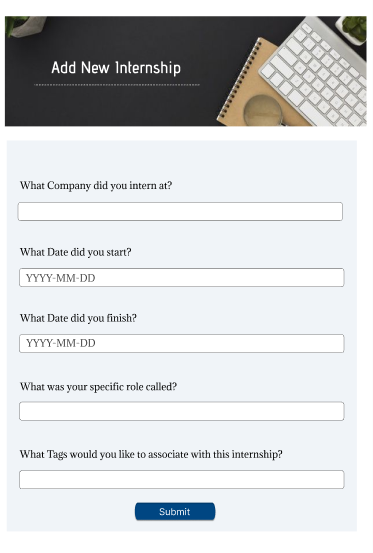 Add New Internship
What Company did you intern at?
What Date did you start?
YYYY-MM-DD
What Date did you finish?
YYYY-MM-DD
What was your specific role called?
What Tags would you like to associate with this internship?
Submit